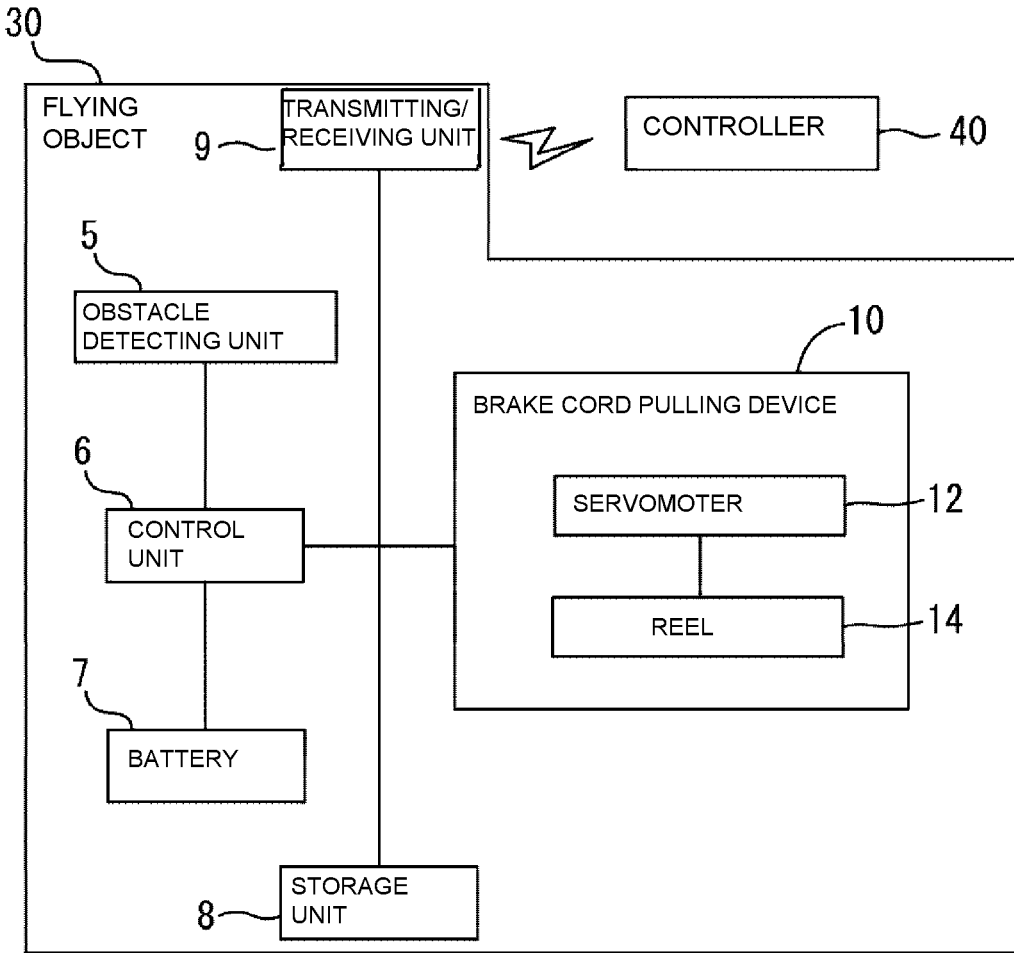 30
FLYING
OBJECT
TRANSMITTING/
RECEIVING UNIT
9
CONTROLLER
40
5
OBSTACLE
DETECTING UNIT
10
BRAKE CORD PULLING DEVICE
6
CONTROL
UNIT
SERVOMOTER
12
REEL
14
7
BATTERY
STORAGE
UNIT
8